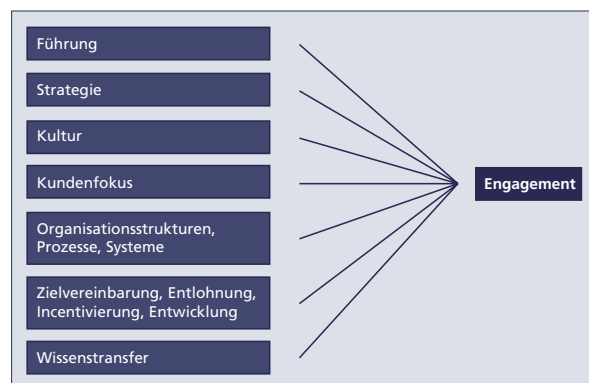 Führung
Strategie
Kultur
Kundenfokus
Engagement
Organisationsstrukturen,
Prozesse, Systeme
Zielvereinbarung, Entlohnung,
Incentivierung, Entwicklung
Wissenstransfer